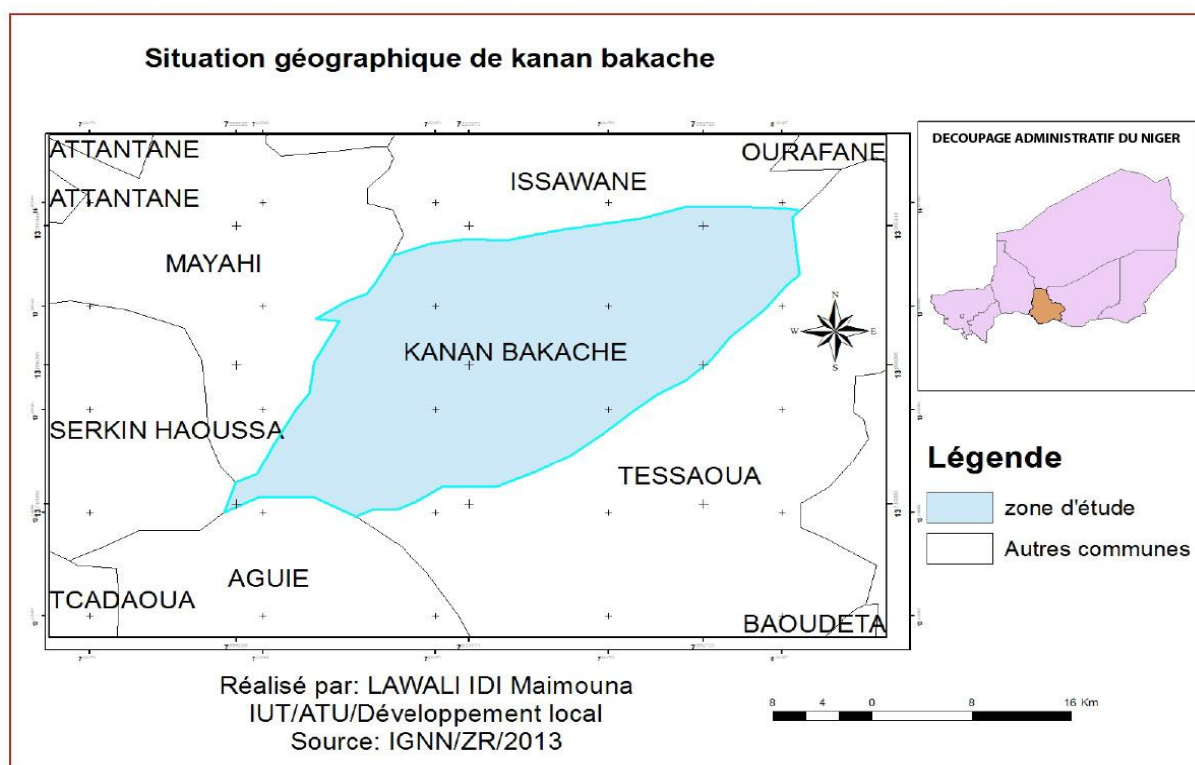 Situation géographique de kanan bakache
ATTANTANE
OURAFANE
ISSAWANE
ATTANTANE
MAYAHI
KANAN BAKACHE
SERKIN HAOUSSA
TESSAOUA
AGUIE
TCADAOUA
BAOUDETA
N
W
E
S
DECOUPAGE ADMINISTRATIF DU NIGER
Légende
zone d'étude
Autres communes
Réalisé par: LAWALI IDI Maimouna
IUT/ATU/Développement local
Source: IGNN/ZR/2013
8 4 0 8 16 Km